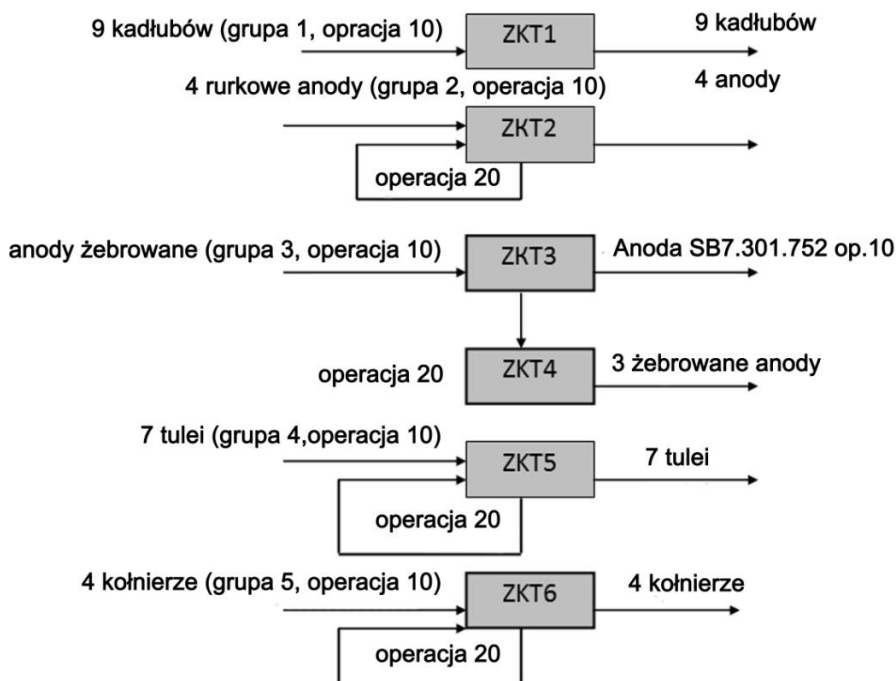 9 kadłubów (grupa 1, opracja 10)
ZKT1
9 kadłubów
4 rurkowe anody (grupa 2, operacja 10)
4 anody
ZKT2
operacja 20
anody żebrowane (grupa 3, operacja 10)
ZKT3
Anoda SB7.301.752 op.10
operacja 20
ZKT4
3 żebrowane anody
7 tulei (grupa 4,operacja 10)
ZKT5
7 tulei
operacja 20
4 kołnierze (grupa 5, operacja 10)
ZKT6
4 kołnierze
operacja 20